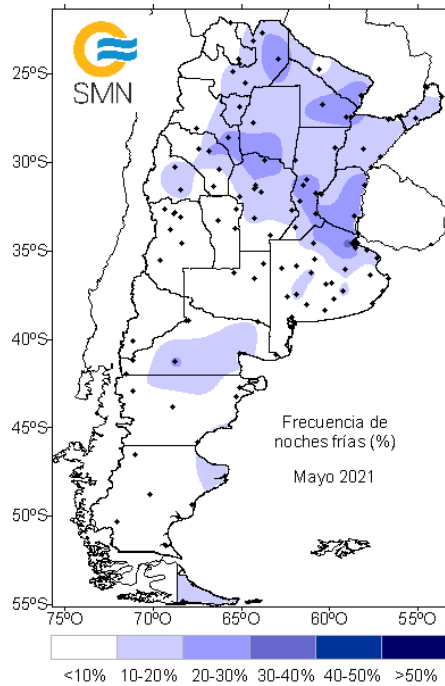 SMN
25ºS
30ºS
35ºS
40ºS
45ºS
50ºS
55ºS
Frecuencia de
noches frías (%)
Mayo 2021
75ºO 70ºO 65ºO 60ºO 55ºO
<10% 10-20% 20-30% 30-40% 40-50% >50%